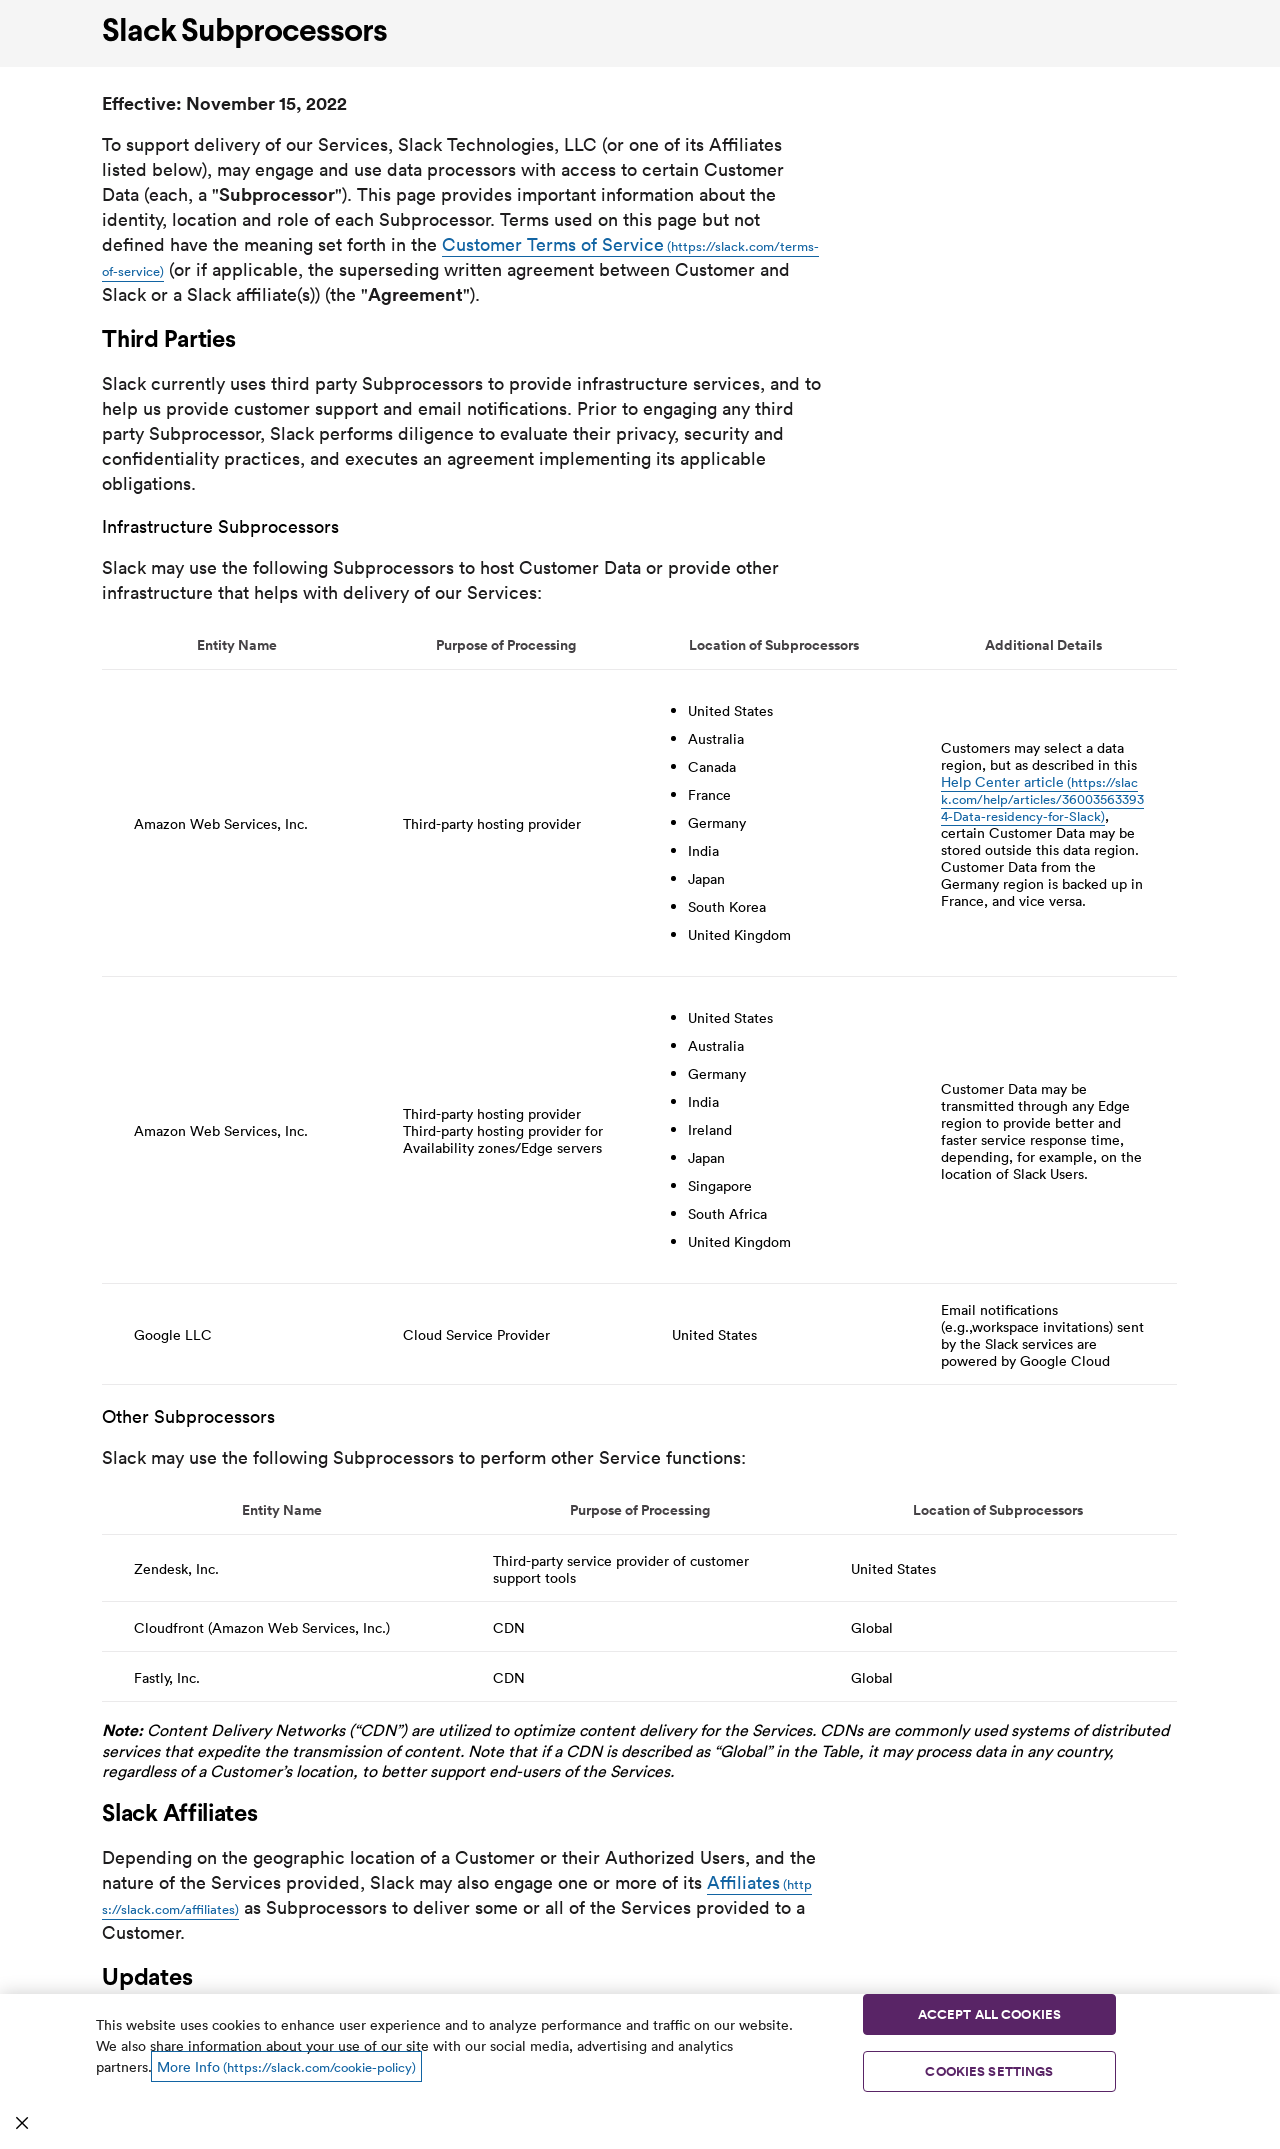 Slack Subprocessors
Effective: November 15, 2022
To support delivery of our Services, Slack Technologies, LLC (or one of its Affiliates
listed below), may engage and use data processors with access to certain Customer
Data (each, a "Subprocessor"). This page provides important information about the
identity, location and role of each Subprocessor. Terms used on this page but not
defined have the meaning set forth in the Customer Terms of Service (https://slack.com/terms-
of-service) (or if applicable, the superseding written agreement between Customer and
Slack or a Slack affiliate(s)) (the "Agreement").
Third Parties
Slack currently uses third party Subprocessors to provide infrastructure services, and to
help us provide customer support and email notifications. Prior to engaging any third
party Subprocessor, Slack performs diligence to evaluate their privacy, security and
confidentiality practices, and executes an agreement implementing its applicable
obligations.
Infrastructure Subprocessors
Slack may use the following Subprocessors to host Customer Data or provide other
infrastructure that helps with delivery of our Services:
Entity Name Purpose of Processing Location of Subprocessors Additional Details
Amazon Web Services, Inc.
Third-party hosting provider
• United States
• Australia
• Canada
• France
• Germany
• India
• Japan
• South Korea
• United Kingdom
Customers may select a data
region, but as described in this
Help Center article (https://slac
k.com/help/articles/36003563393
4-Data-residency-for-Slack),
certain Customer Data may be
stored outside this data region.
Customer Data from the
Germany region is backed up in
France, and vice versa.
Amazon Web Services, Inc.
Third-party hosting provider
Third-party hosting provider for
Availability zones/Edge servers
• United States
• Australia
• Germany
• India
• Ireland
• Japan
• Singapore
• South Africa
• United Kingdom
Customer Data may be
transmitted through any Edge
region to provide better and
faster service response time,
depending, for example, on the
location of Slack Users.
Google LLC
Cloud Service Provider
United States
Email notifications
(e.g.,workspace invitations) sent
by the Slack services are
powered by Google Cloud
Other Subprocessors
Slack may use the following Subprocessors to perform other Service functions:
Entity Name Purpose of Processing Location of Subprocessors
Zendesk, Inc.
Third-party service provider of customer
support tools
United States
Cloudfront (Amazon Web Services, Inc.) CDN Global
Fastly, Inc. CDN Global
Note: Content Delivery Networks (“CDN”) are utilized to optimize content delivery for the Services. CDNs are commonly used systems of distributed
services that expedite the transmission of content. Note that if a CDN is described as “Global” in the Table, it may process data in any country,
regardless of a Customer’s location, to better support end-users of the Services.
Slack Affiliates
Depending on the geographic location of a Customer or their Authorized Users, and the
nature of the Services provided, Slack may also engage one or more of its Affiliates (http
s://slack.com/affiliates) as Subprocessors to deliver some or all of the Services provided to a
Customer.
Updates
This website uses cookies to enhance user experience and to analyze performance and traffic on our website.
We also share information about your use of our site with our social media, advertising and analytics
partners. More Info (https://slack.com/cookie-policy)
ACCEPT ALL COOKIES
COOKIES SETTINGS